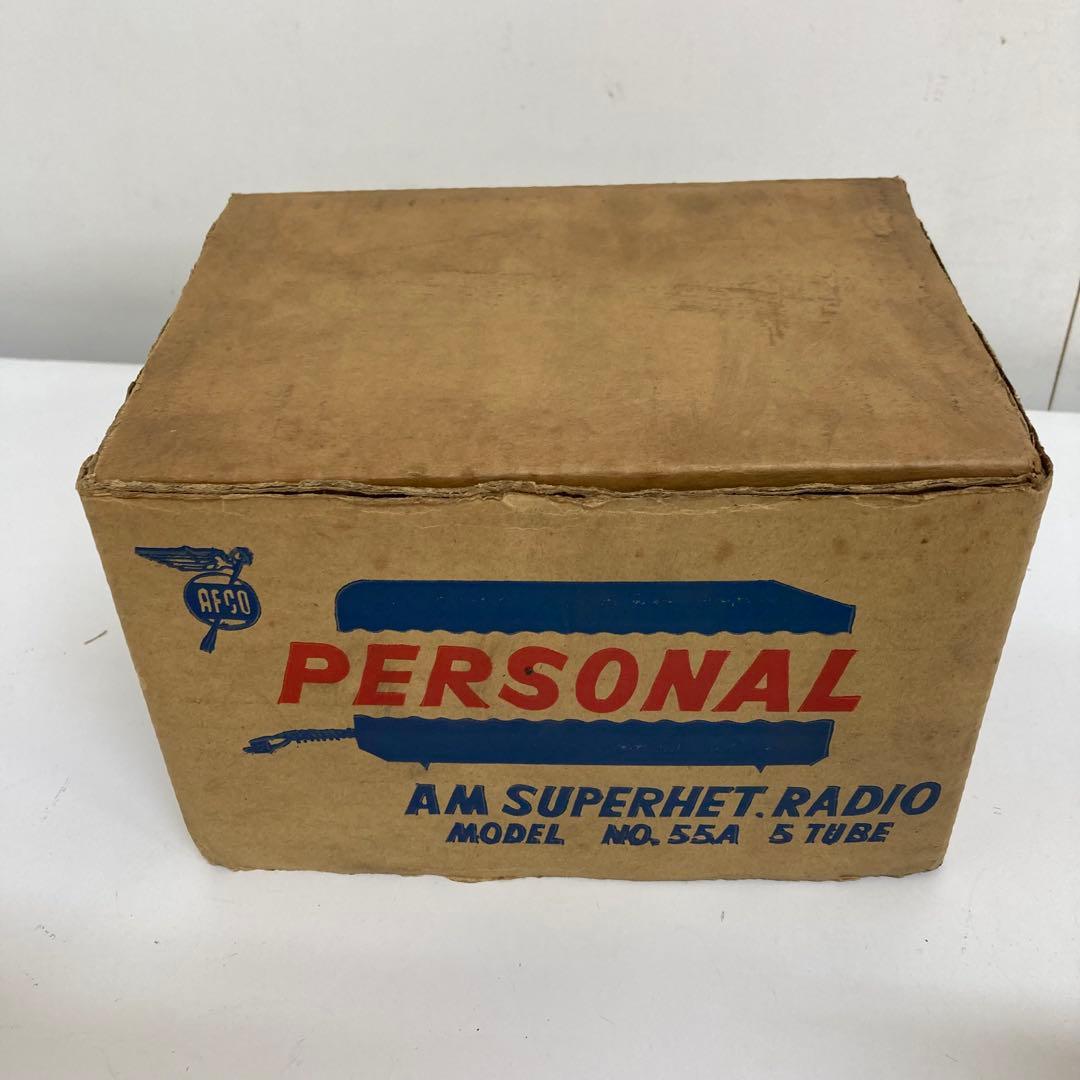 AFCO
PERSONAL
AM SUPERHET. RADIO
MODEL NO. 55A 5 TUBE